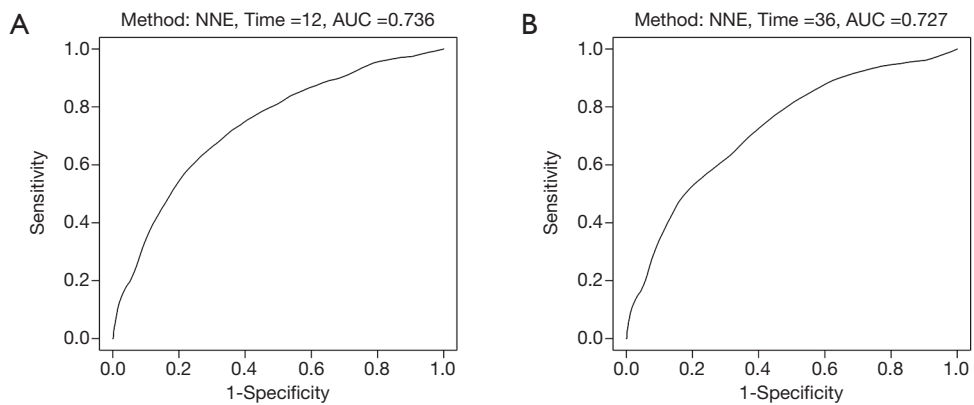 A
Method: NNE, Time =12, AUC =0.736
1.0
0.8
0.6
0.4
0.2
0.0
Sensitivity
0.0 0.2 0.4 0.6 0.8 1.0
1-Specificity
B
Method: NNE, Time =36, AUC =0.727
1.0
0.8
0.6
0.4
0.2
0.0
Sensitivity
0.0 0.2 0.4 0.6 0.8 1.0
1-Specificity